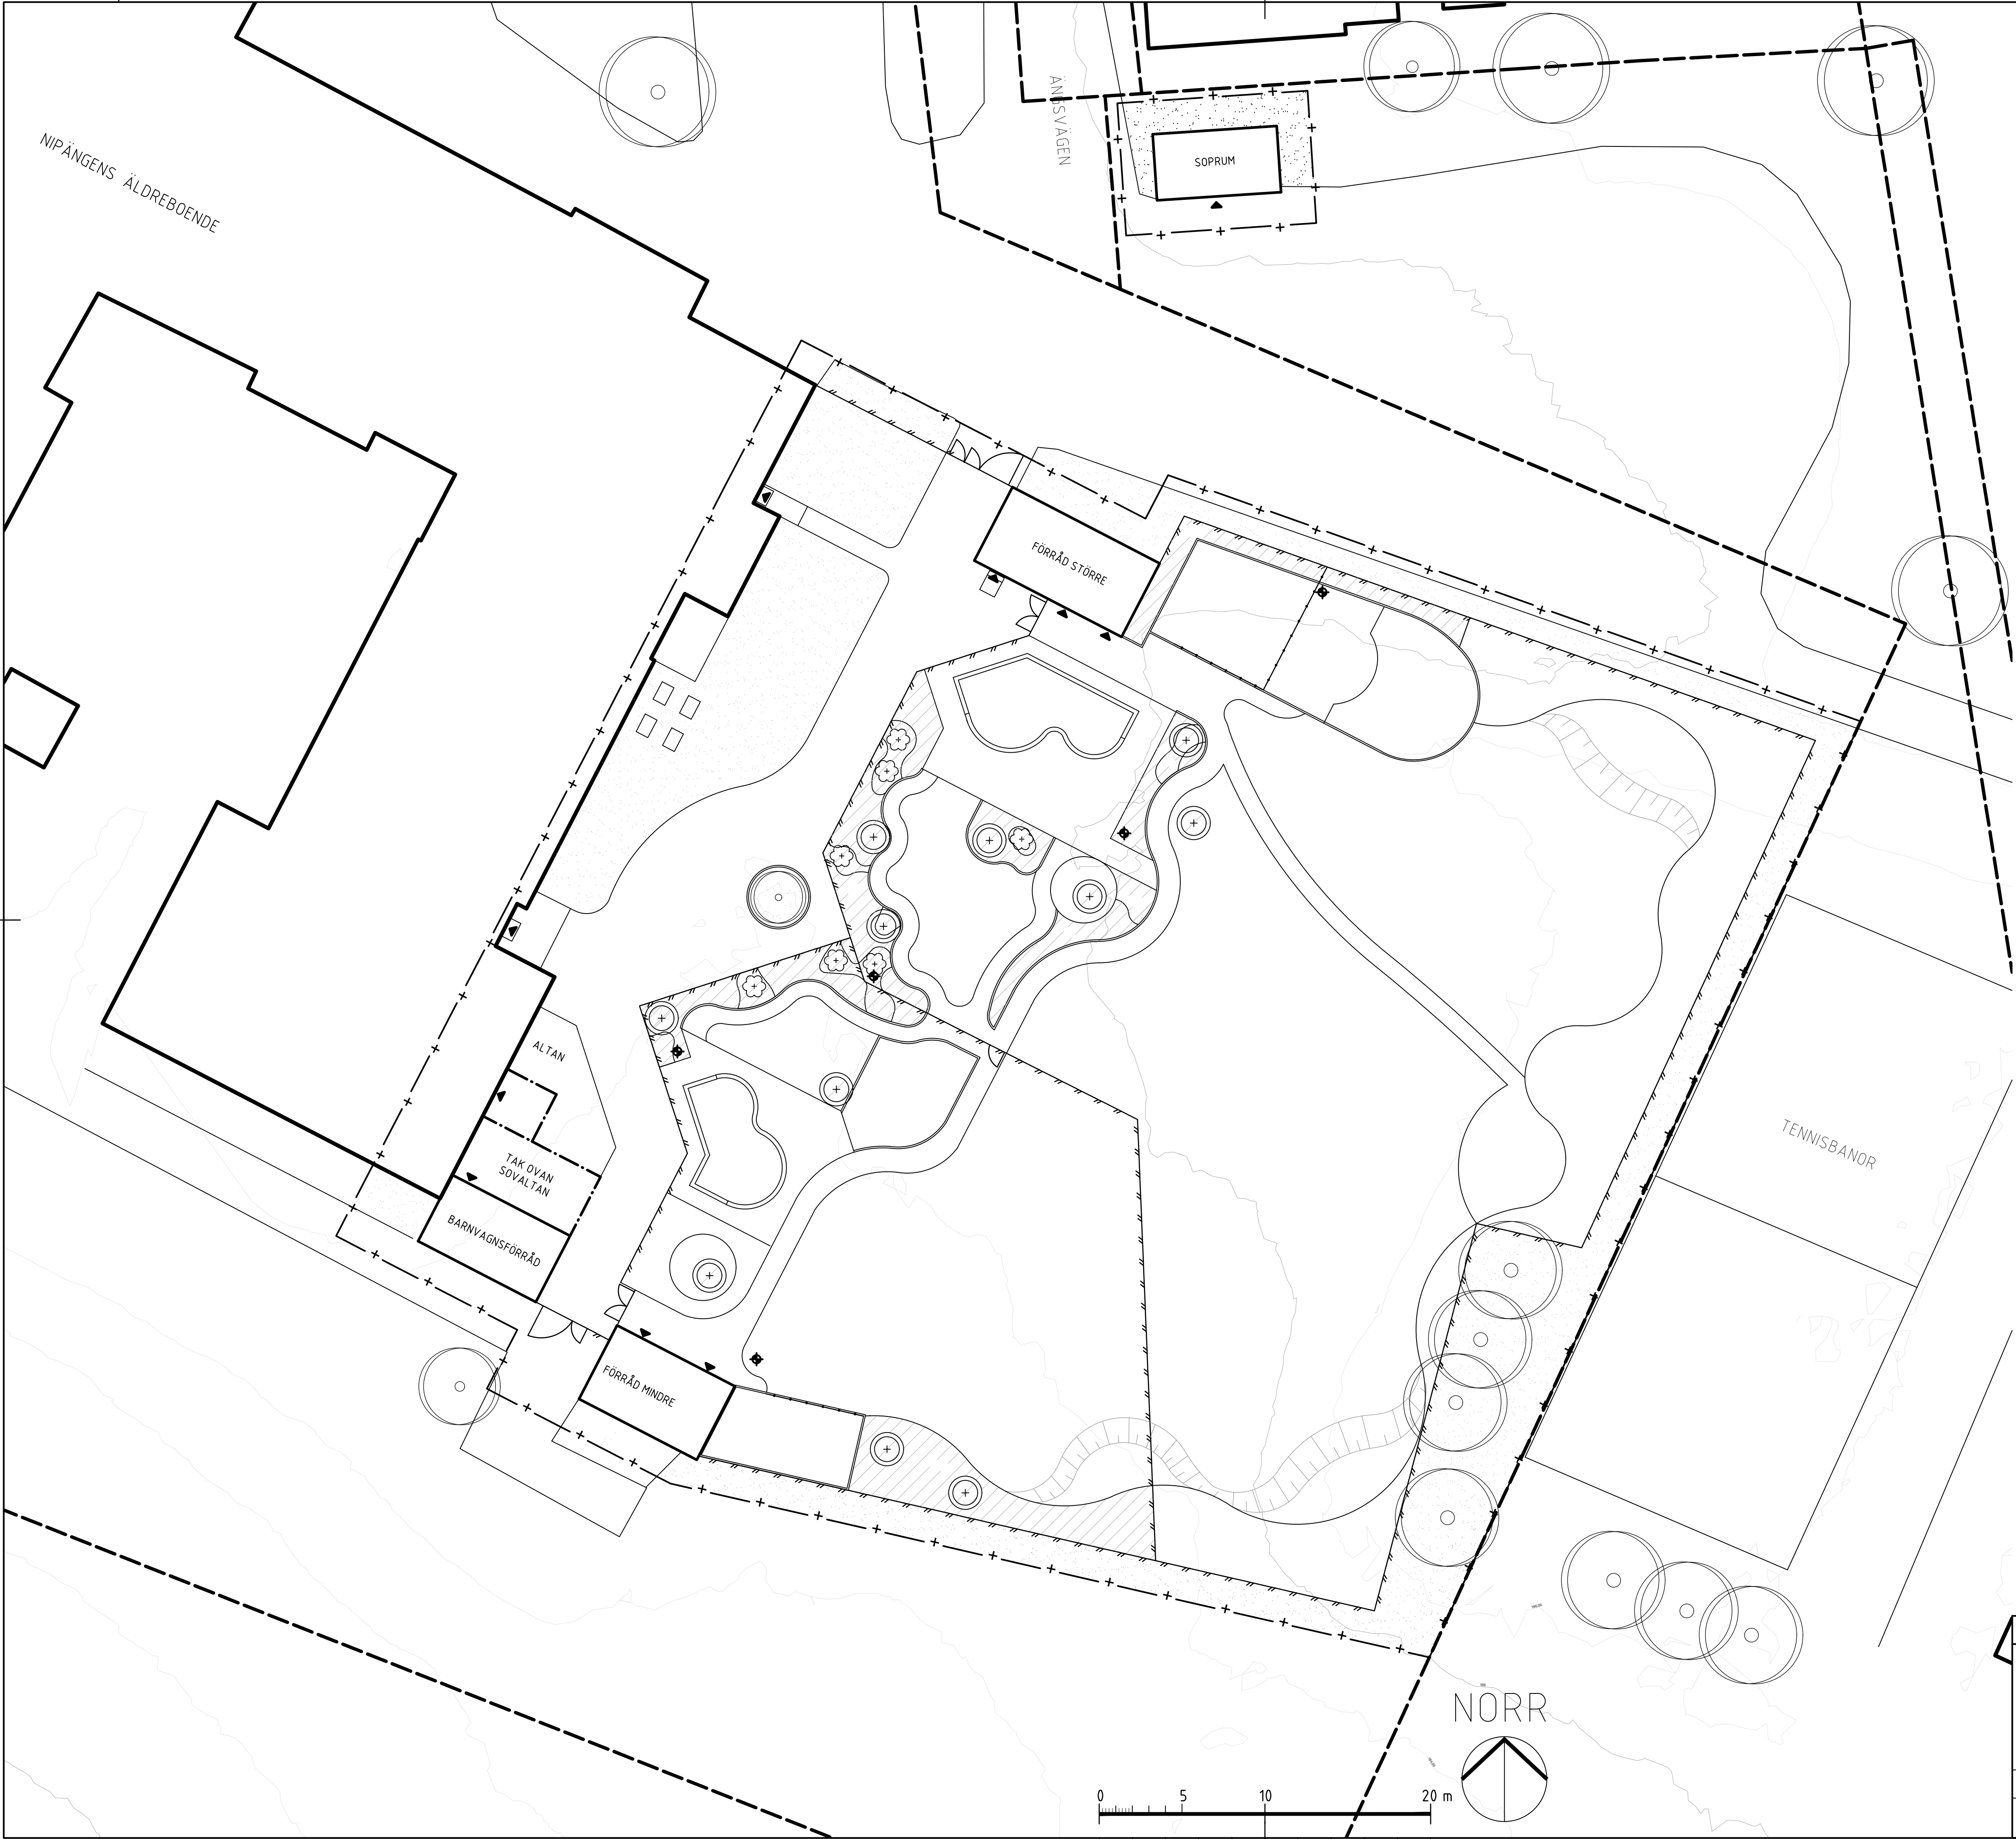 NIPÄNGENS ÄLDREBOENDE
ÄNGSVÄGEN
SOPRUM
FÖRRÅD STÖRRE
ALTAN
TAK OVAN
SOVALTAN
BARNVAGNSFÖRRÅD
FÖRRÅD MINDRE
TENNISBANOR
NORR
0 5 10 20 m